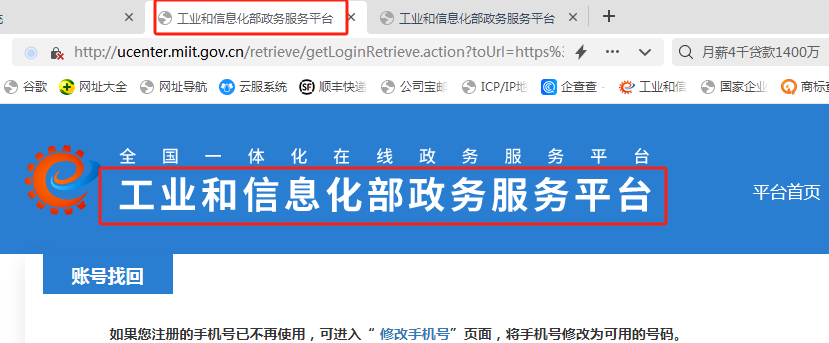 工业和信息化部政务服务平台
工业和信息化部政务服务平台
http://ucenter.miit.gov.cn/retrieve/getLoginRetrieve.action?toUrl=https%3
月薪4千贷款1400万
谷歌 网址大全 网址导航 云服系统 顺丰快递 公司宝邮 ICP/IP地 企查查 - 工业和信 国家企业 商标查
全国一体化在线政务服务平台
工业和信息化部政务服务平台
平台首页
账号找回
如果您注册的手机号已不再使用，可进入“ 修改手机号”页面，将手机号修改为可用的号码。